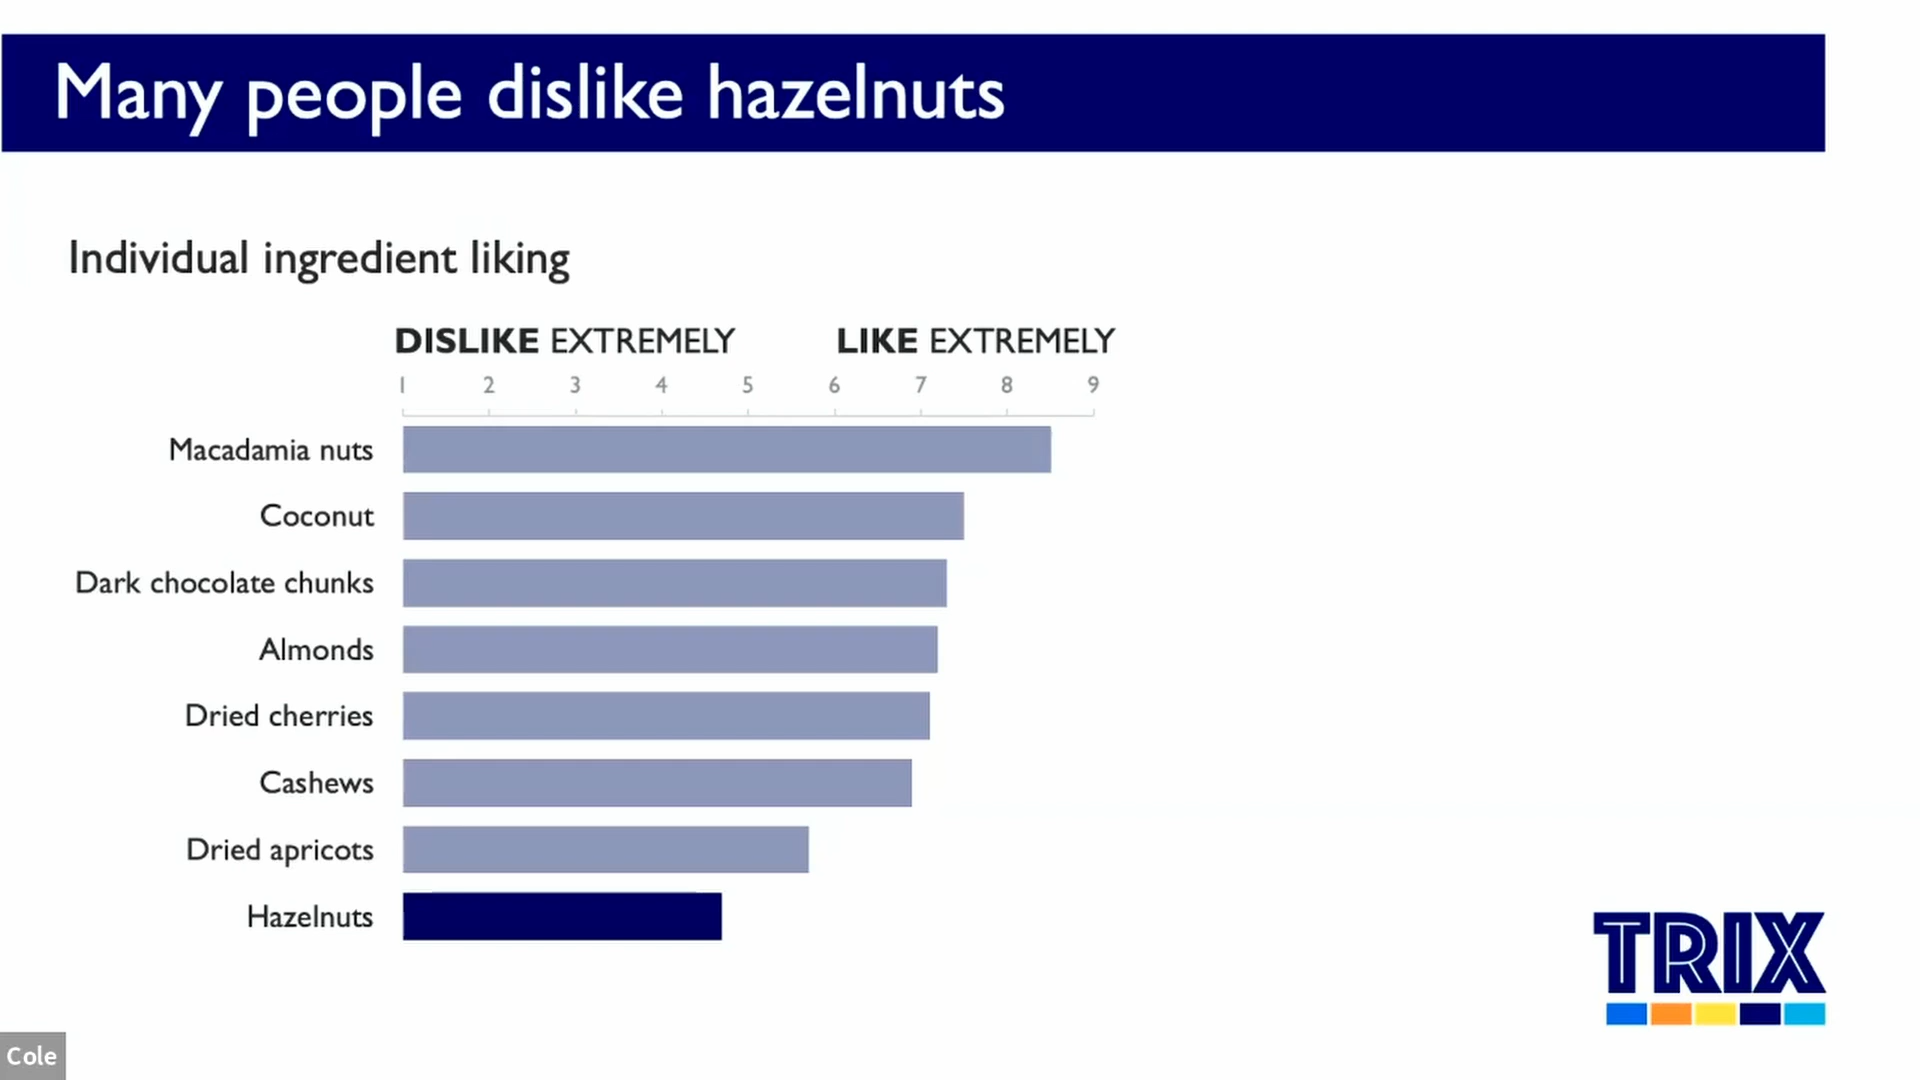 Many people dislike hazelnuts
Individual ingredient liking
DISLIKE EXTREMELY LIKE EXTREMELY
1 2 3 4 5 6 7 8 9
Macadamia nuts
Coconut
Dark chocolate chunks
Almonds
Dried cherries
Cashews
Dried apricots
Hazelnuts
TRIX
Cole